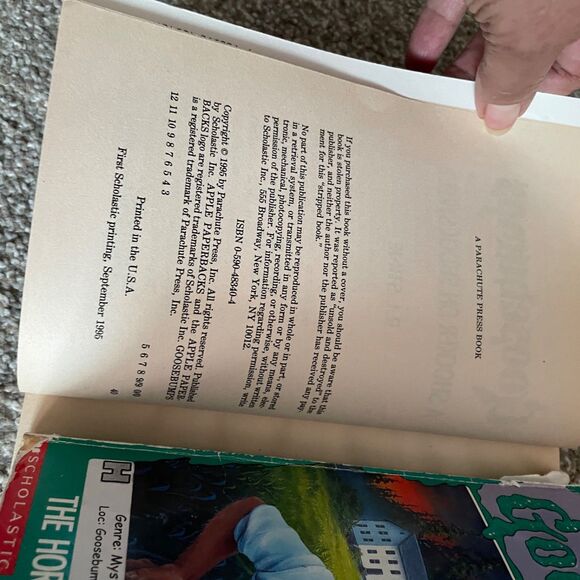 A PARACHUTE PRESS BOOK
If you purchased this book without a cover, you should be aware that this
book is stolen property. It was reported as "unsold and destroyed" to the
publisher, and neither the author nor the publisher has received any pay-
ment for this "stripped book."
No part of this publication may be reproduced in whole or in part, or stored
in a retrieval system, or transmitted in any form or by any means, elec-
tronic, mechanical, photocopying, recording, or otherwise, without written
permission of the publisher. For information regarding permission, write
to Scholastic Inc., 555 Broadway, New York, NY 10012.
ISBN 0-590-48340-4
Copyright © 1995 by Parachute Press, Inc. All rights reserved. Published
by Scholastic Inc. APPLE PAPERBACKS and the APPLE PAPER
BACKS logo are registered trademarks of Scholastic Inc. GOOSEBUMPS
is a registered trademark of Parachute Press, Inc.
12 11 10 9 8 7 6 5 4 3
5 6 7 8 99 00
Printed in the U.S.A.
40
First Scholastic printing, September 1995
Goo
SCHOLASTIC
THE HOR
H
Genre: Mys
Loc: Goosebum